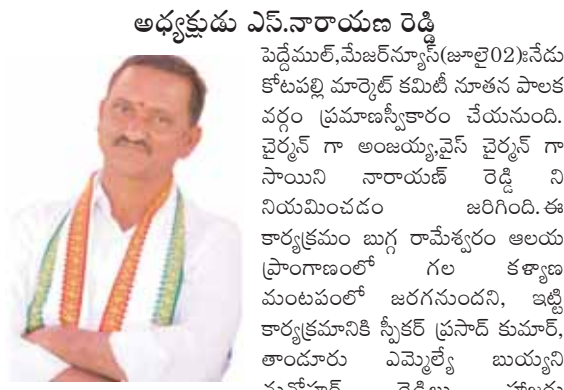 అధ్యక్షుడు ఎస్.నారాయణ రెడ్డి
పెద్దేముల్,మేజర్‌న్యూస్(జూలై02)ః నేడు
కోటపల్లి మార్కెట్ కమిటీ నూతన పాలక
వర్గం ప్రమాణస్వీకారం చేయనుంది.
చైర్మన్ గా అంజయ్య,వైస్ చైర్మన్ గా
సాయిని నారాయణ్ రెడ్డి ని
నియమించడం జరిగింది.ఈ
కార్యక్రమం బుగ్గ రామేశ్వరం ఆలయ
ప్రాంగాణంలో గల కళ్యాణ
మంటపంలో జరగనుందని, ఇట్టి
కార్యక్రమానికి స్పీకర్ ప్రసాద్ కుమార్,
తాండూరు ఎమ్మెల్యే బుయ్యని